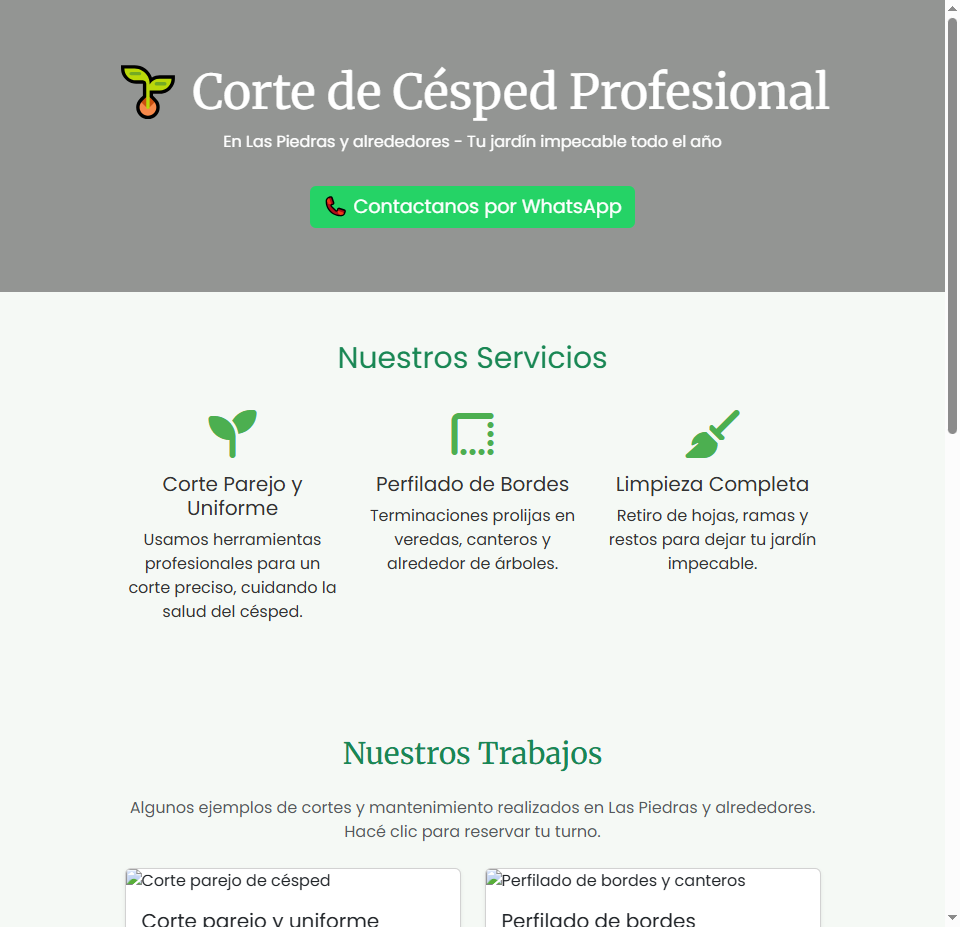 Corte de Césped Profesional
En Las Piedras y alrededores - Tu jardín impecable todo el año
Contactanos por WhatsApp
Nuestros Servicios
Corte Parejo y
Uniforme
Usamos herramientas
profesionales para un
corte preciso, cuidando la
salud del césped.
Perfilado de Bordes
Terminaciones prolijas en
veredas, canteros y
alrededor de árboles.
Limpieza Completa
Retiro de hojas, ramas y
restos para dejar tu jardín
impecable.
Nuestros Trabajos
Algunos ejemplos de cortes y mantenimiento realizados en Las Piedras y alrededores.
Hacé clic para reservar tu turno.
Corte parejo de césped
Corte parejo y uniforme
Perfilado de bordes y canteros
Perfilado de bordes